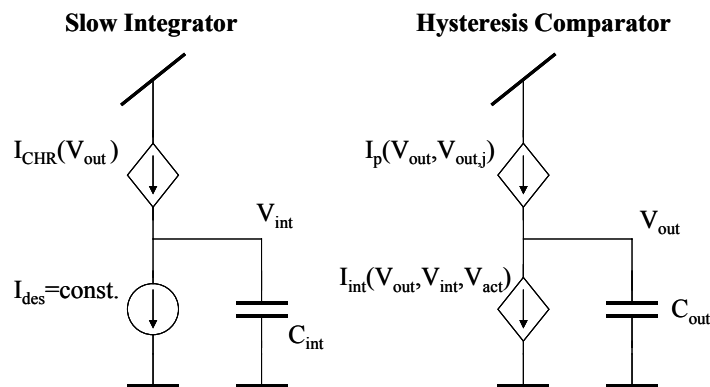 Slow Integrator
I_CHR(V_out)
V_int
I_des=const.
C_int
Hysteresis Comparator
I_p(V_out,V_out,j)
V_out
I_int(V_out,V_int,V_act)
C_out